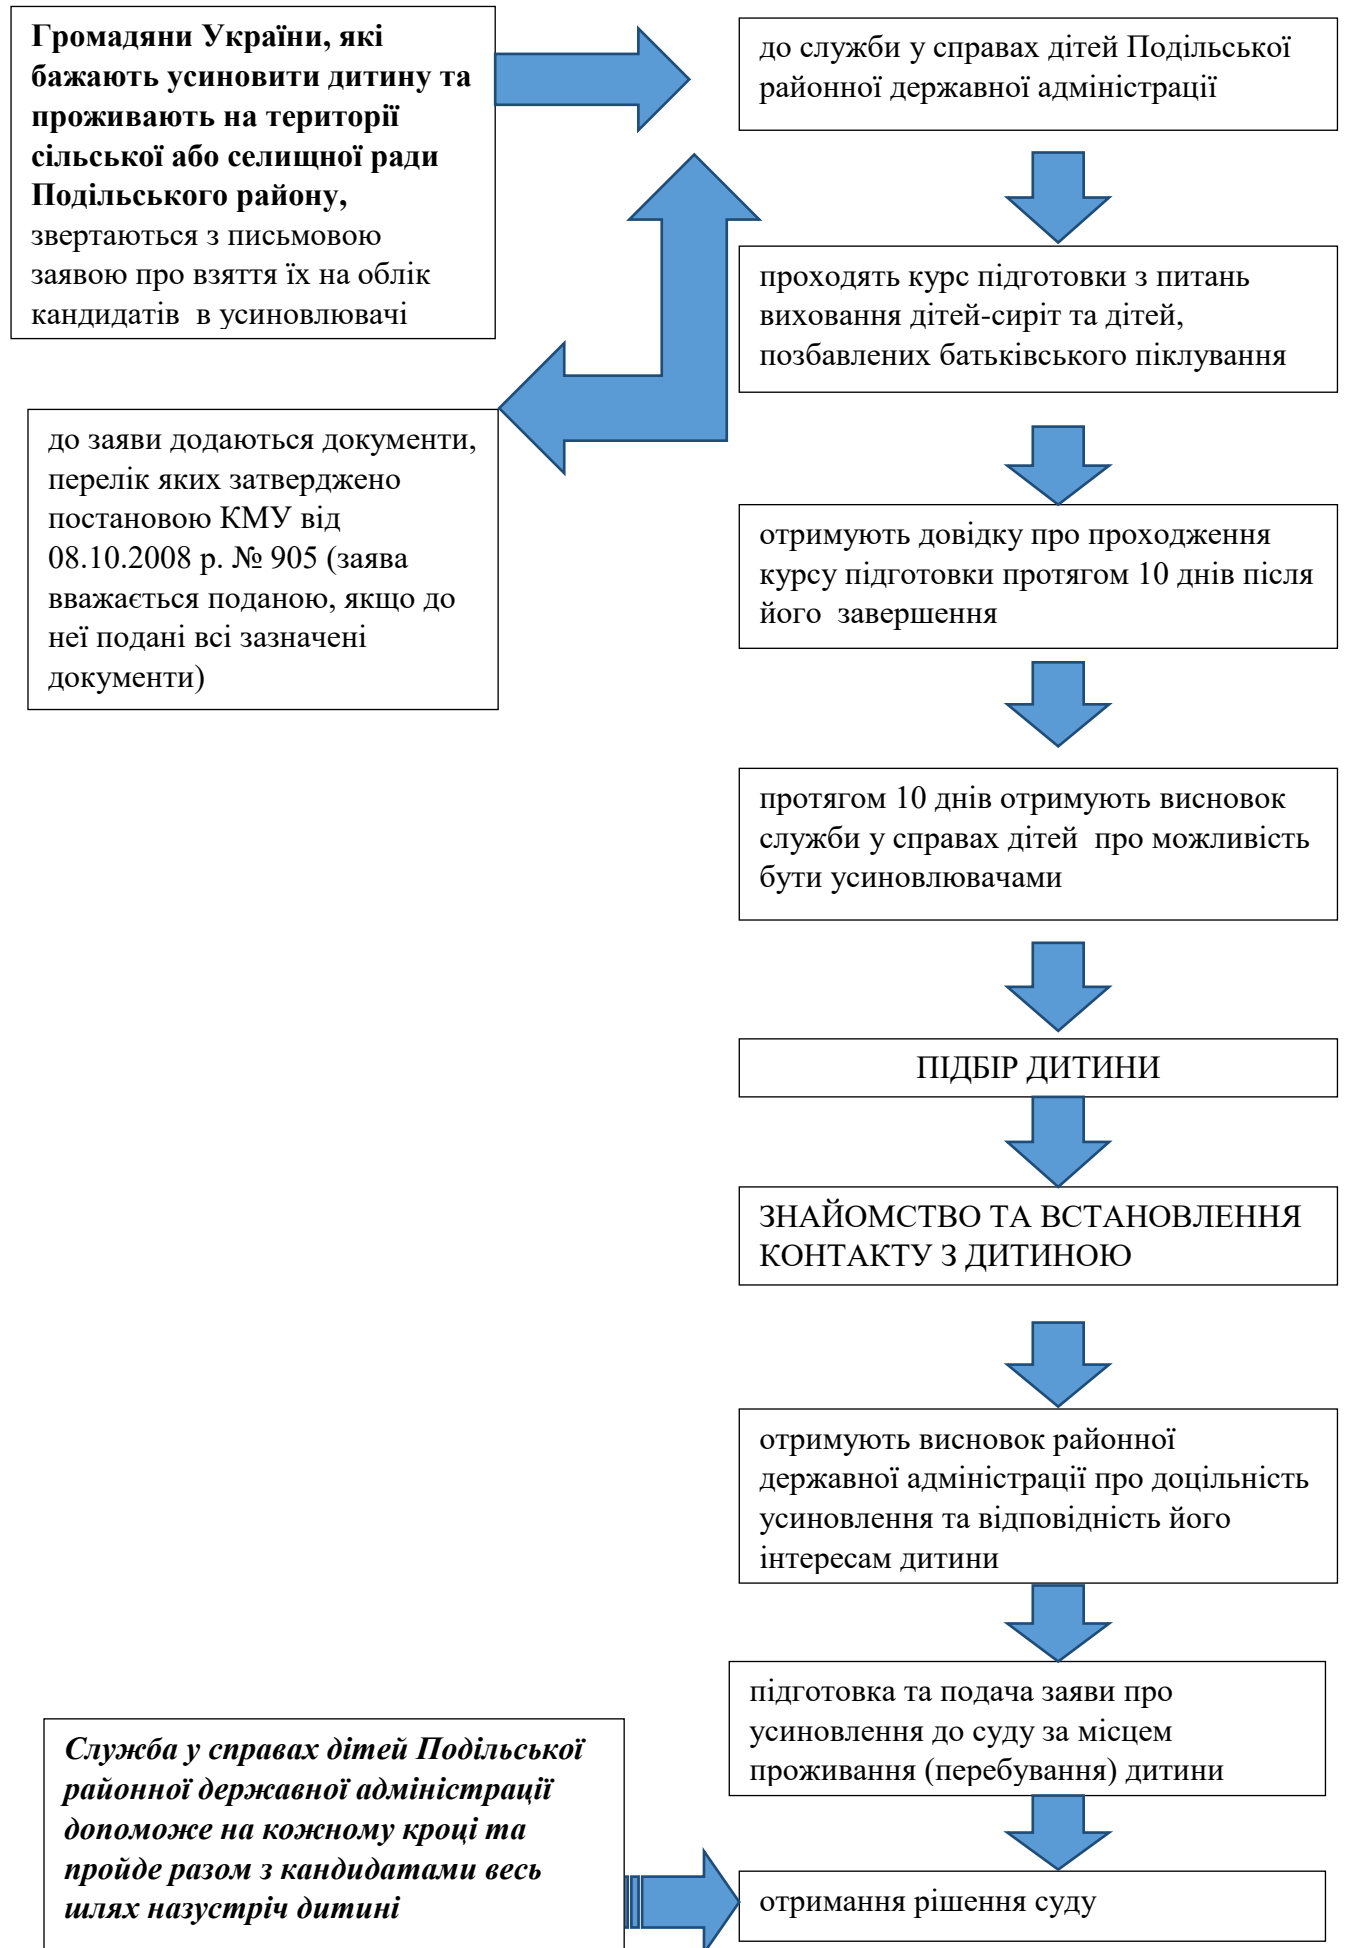 Громадяни України, які
бажають усиновити дитину та
проживають на території
сільської або селищної ради
Подільського району,
звертаються з письмовою
заявою про взяття їх на облік
кандидатів  в усиновлювачі
до служби у справах дітей Подільської
районної державної адміністрації
до заяви додаються документи,
перелік яких затверджено
постановою КМУ від
08.10.2008 р. № 905 (заява
вважається поданою, якщо до
неї подані всі зазначені
документи)
проходять курс підготовки з питань
виховання дітей-сиріт та дітей,
позбавлених батьківського піклування
отримують довідку про проходження
курсу підготовки протягом 10 днів після
його  завершення
протягом 10 днів отримують висновок
служби у справах дітей  про можливість
бути усиновлювачами
ПІДБІР ДИТИНИ
ЗНАЙОМСТВО ТА ВСТАНОВЛЕННЯ
КОНТАКТУ З ДИТИНОЮ
отримують висновок районної
державної адміністрації про доцільність
усиновлення та відповідність його
інтересам дитини
підготовка та подача заяви про
усиновлення до суду за місцем
проживання (перебування) дитини
отримання рішення суду
Служба у справах дітей Подільської
районної державної адміністрації
допоможе на кожному кроці та
пройде разом з кандидатами весь
шлях назустріч дитині